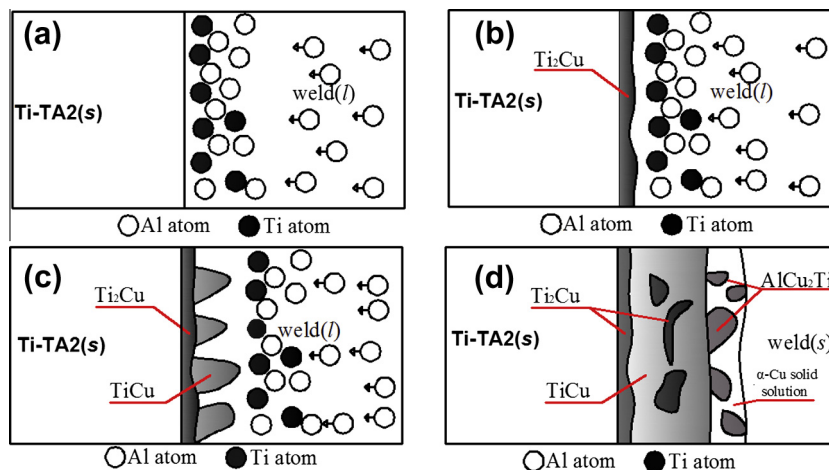 (a)
Ti-TA2(s)
weld(l)
Al atom Ti atom
(b)
Ti₂Cu
Ti-TA2(s)
weld(l)
Al atom Ti atom
(c)
Ti₂Cu
Ti-TA2(s)
weld(l)
TiCu
Al atom Ti atom
(d)
AlCu₂Ti
Ti₂Cu
Ti-TA2(s)
weld(s)
TiCu
α-Cu solid
solution
Al atom Ti atom